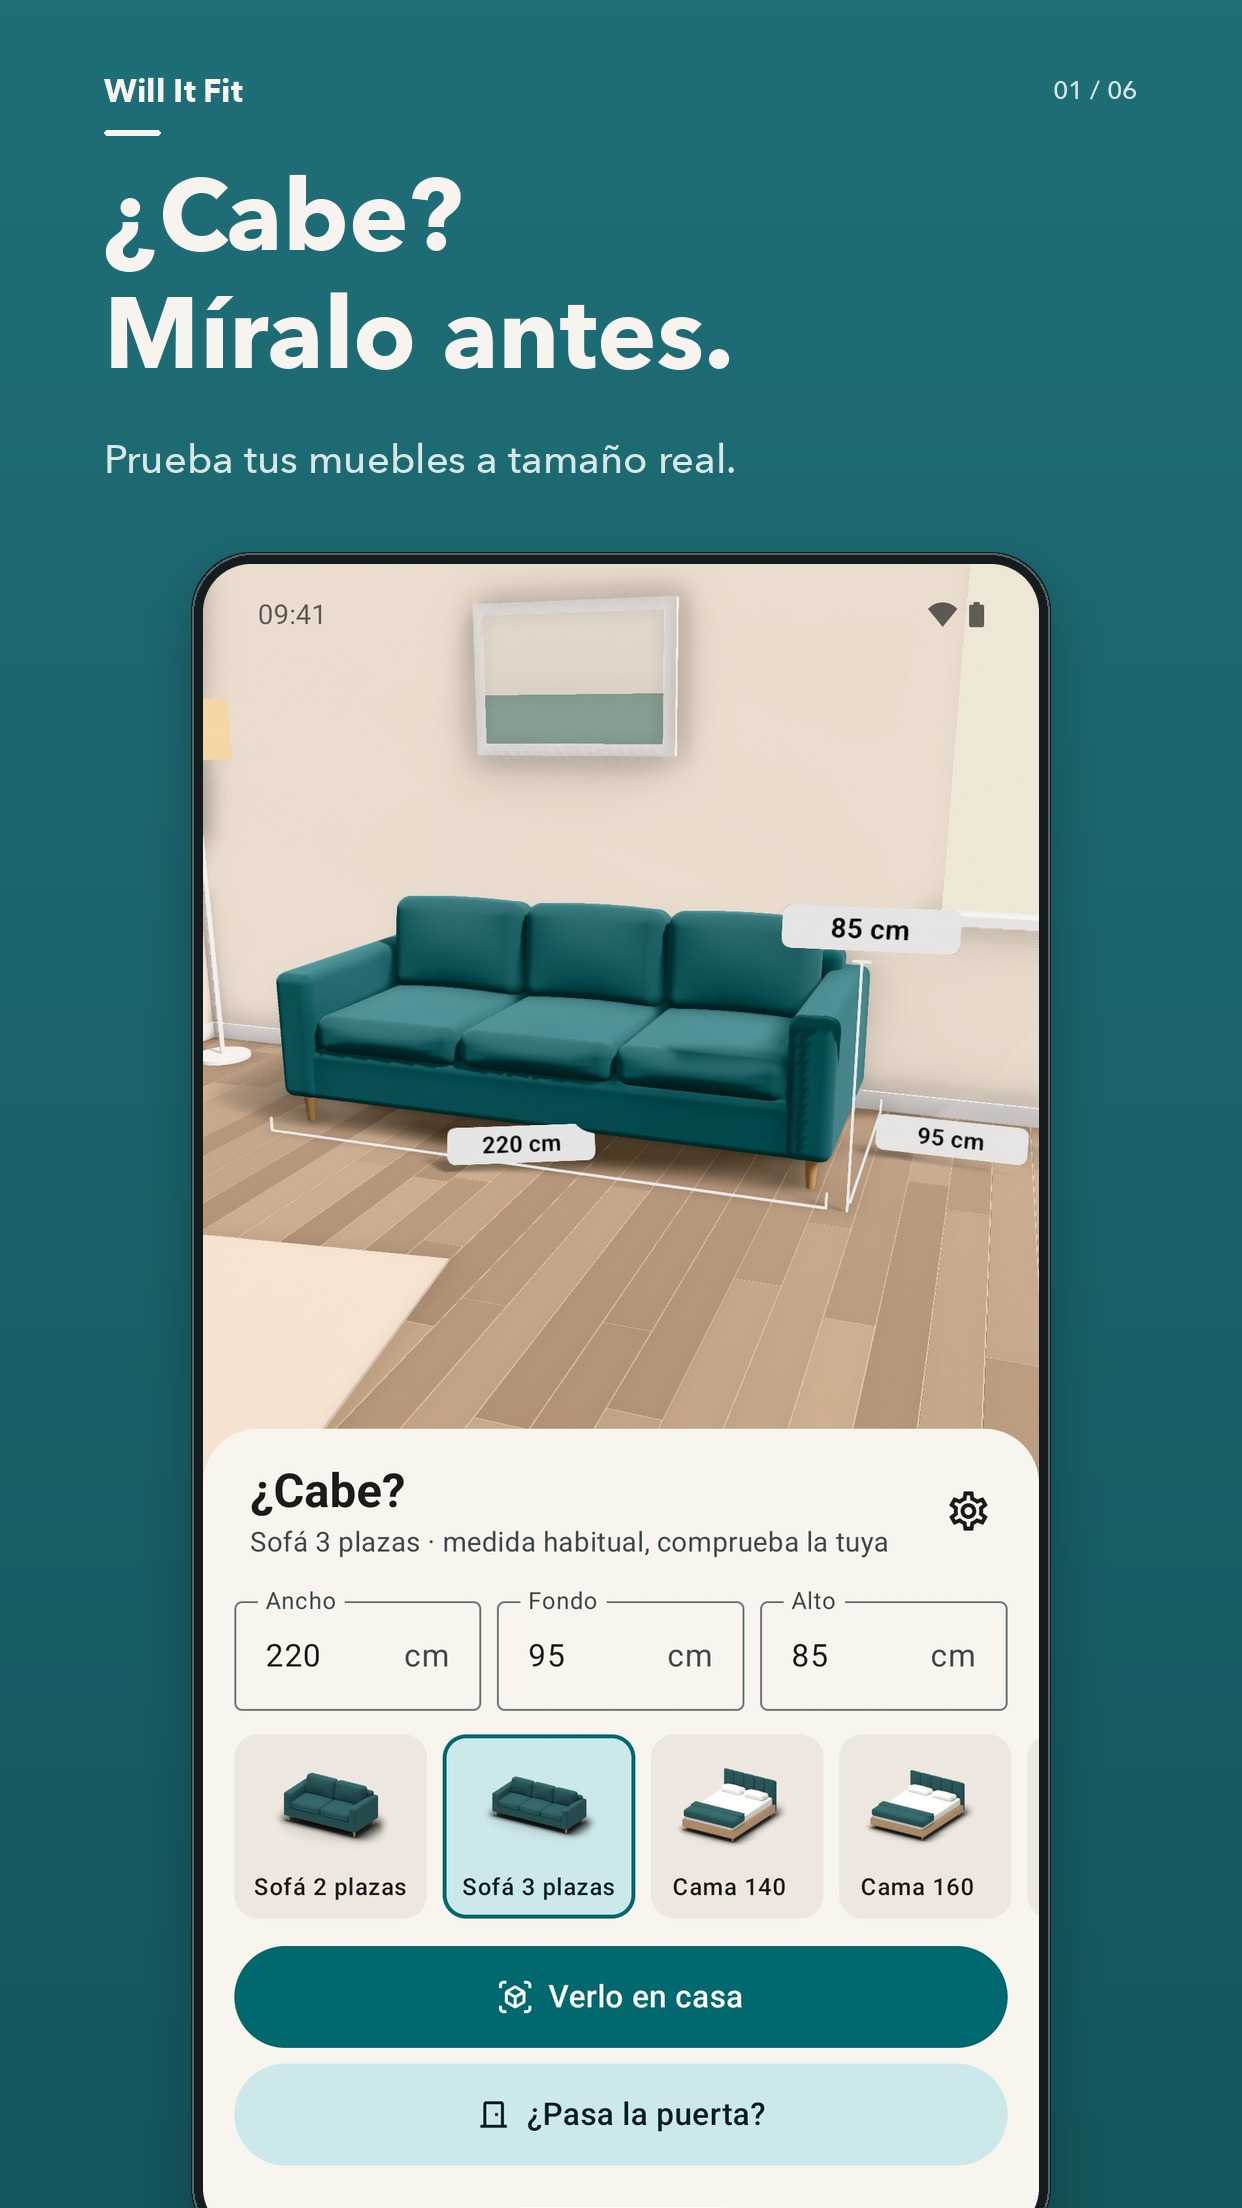 Will It Fit
01 / 06
¿Cabe?
Míralo antes.
Prueba tus muebles a tamaño real.
09:41
85 cm
220 cm
95 cm
¿Cabe?
Sofá 3 plazas · medida habitual, comprueba la tuya
Ancho
Fondo
Alto
220 cm
95 cm
85 cm
Sofá 2 plazas
Sofá 3 plazas
Cama 140
Cama 160
Verlo en casa
¿Pasa la puerta?